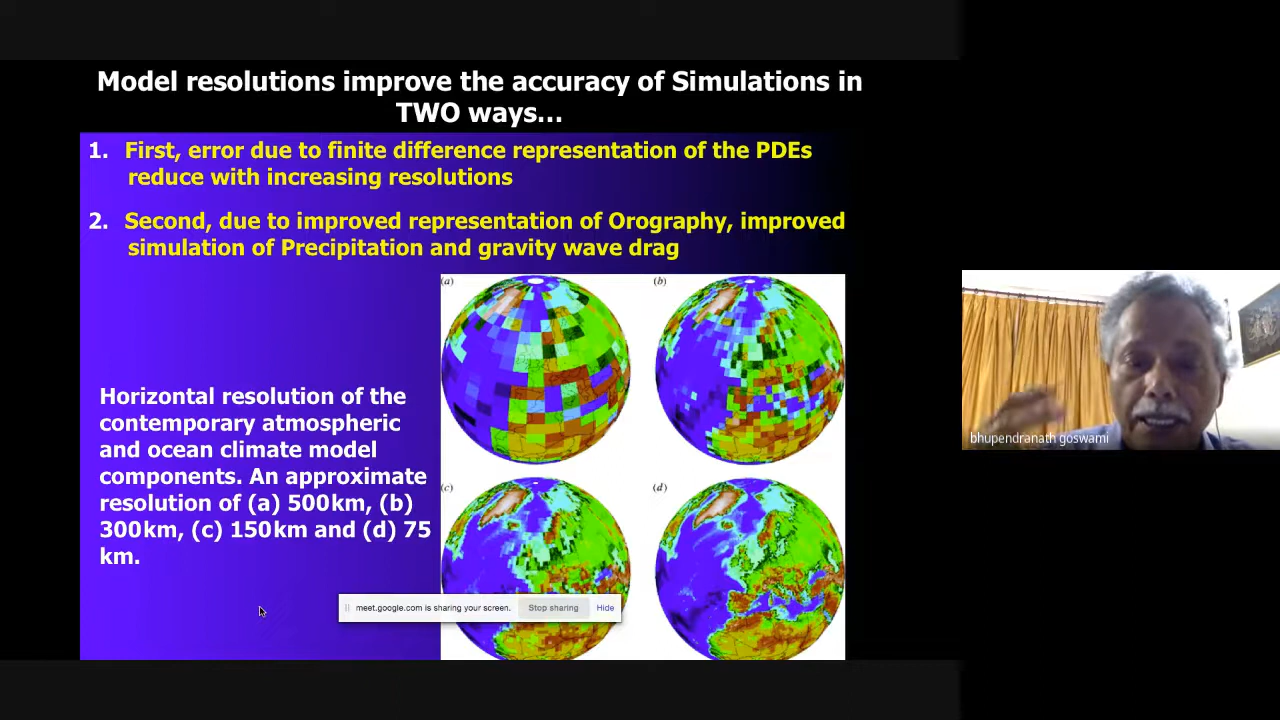 Model resolutions improve the accuracy of Simulations in
TWO ways...
1. First, error due to finite difference representation of the PDEs
reduce with increasing resolutions
2. Second, due to improved representation of Orography, improved
simulation of Precipitation and gravity wave drag
(a)
(b)
Horizontal resolution of the
contemporary atmospheric
and ocean climate model
components. An approximate
resolution of (a) 500km, (b)
300km, (c) 150km and (d) 75
km.
(c)
(d)
meet.google.com is sharing your screen. Stop sharing Hide
bhupendranath goswami